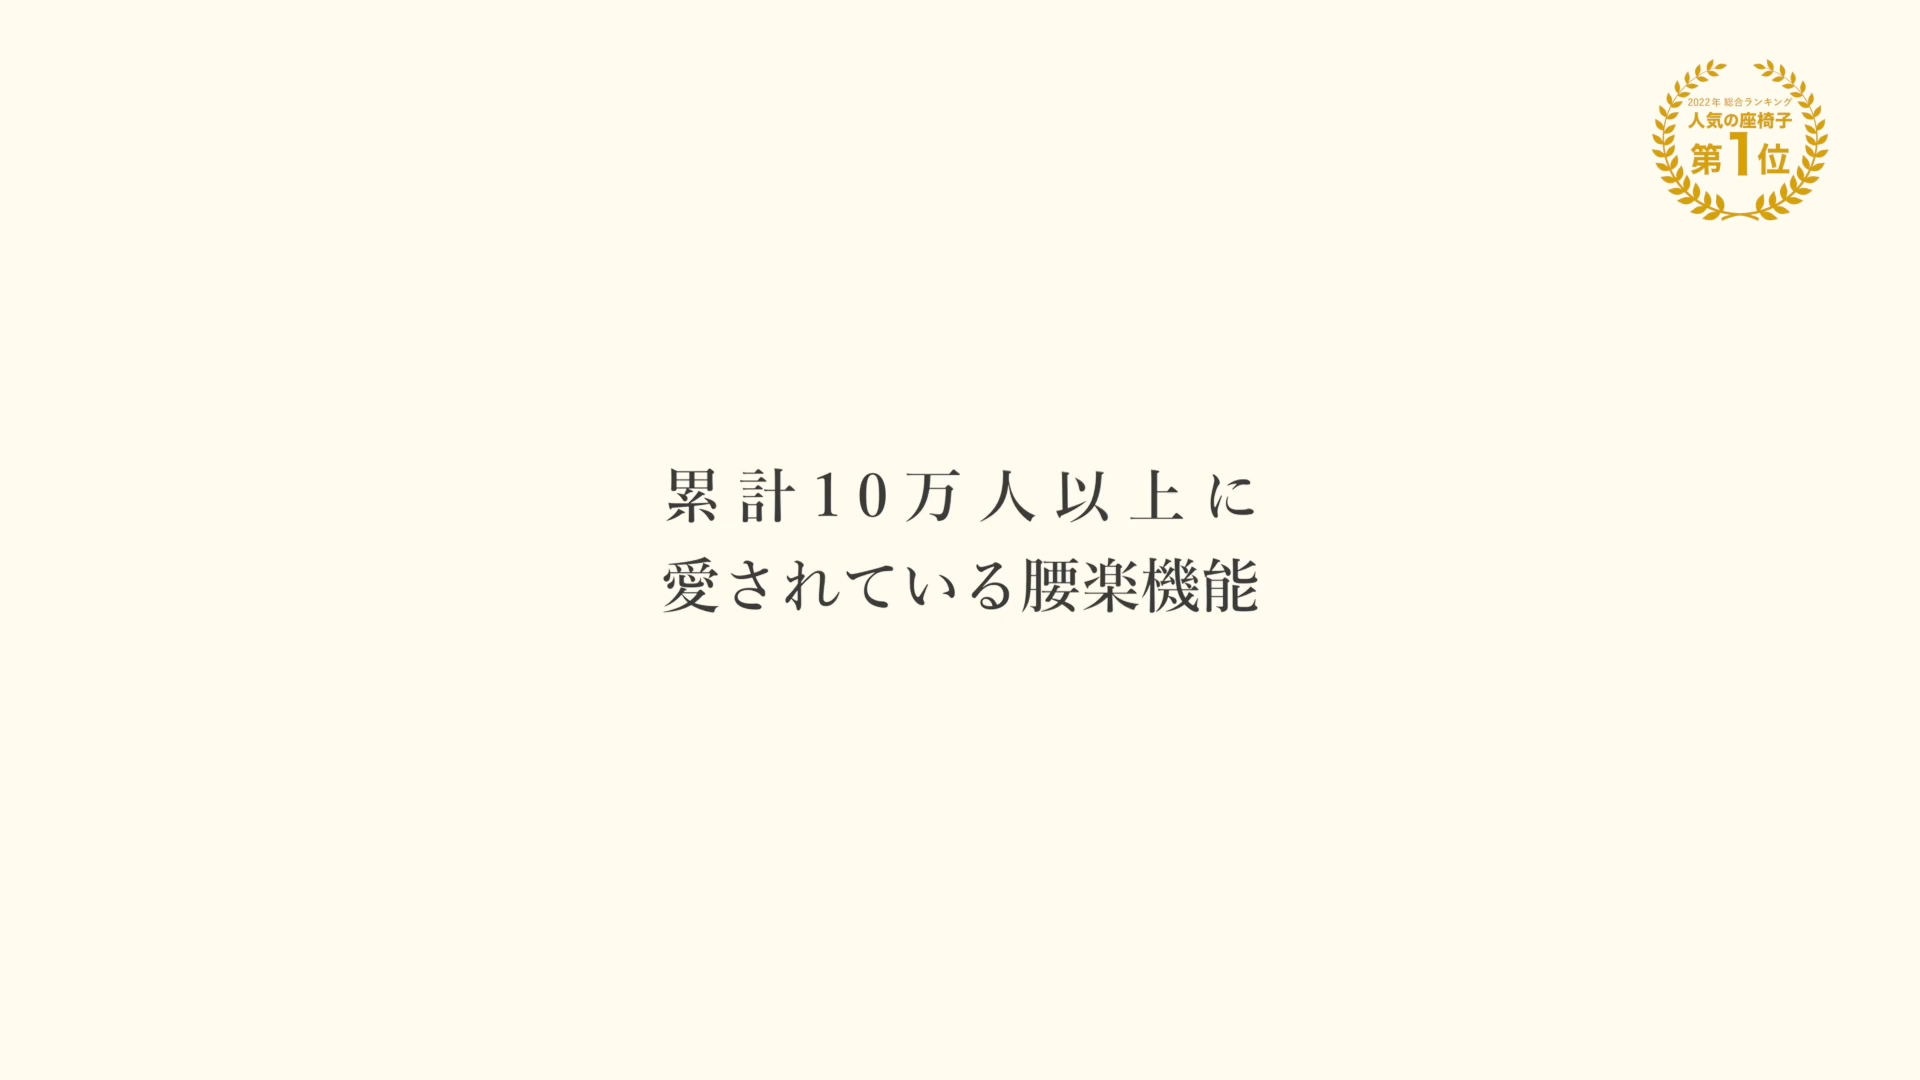 2022年 総合ランキング
人気の座椅子
第1位
累計10万人以上に
愛されている腰楽機能